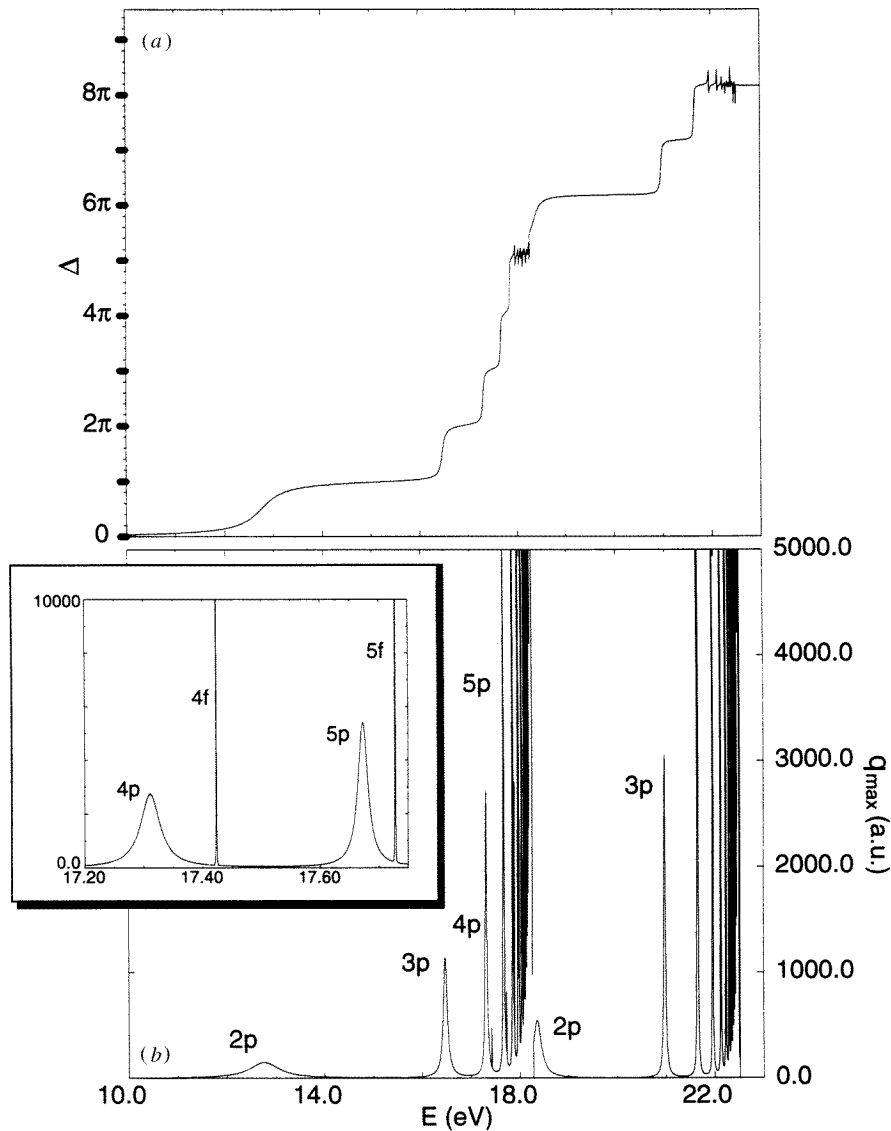 (a)
8π
6π
Δ
4π
2π
0
5000.0
10000
4p
4f
5p
5f
0.0
17.20
17.40
17.60
5p
4000.0
3p
3000.0
qmax (a.u.)
2000.0
4p
3p
1000.0
2p
2p
(b)
0.0
10.0
14.0
18.0
22.0
E (eV)